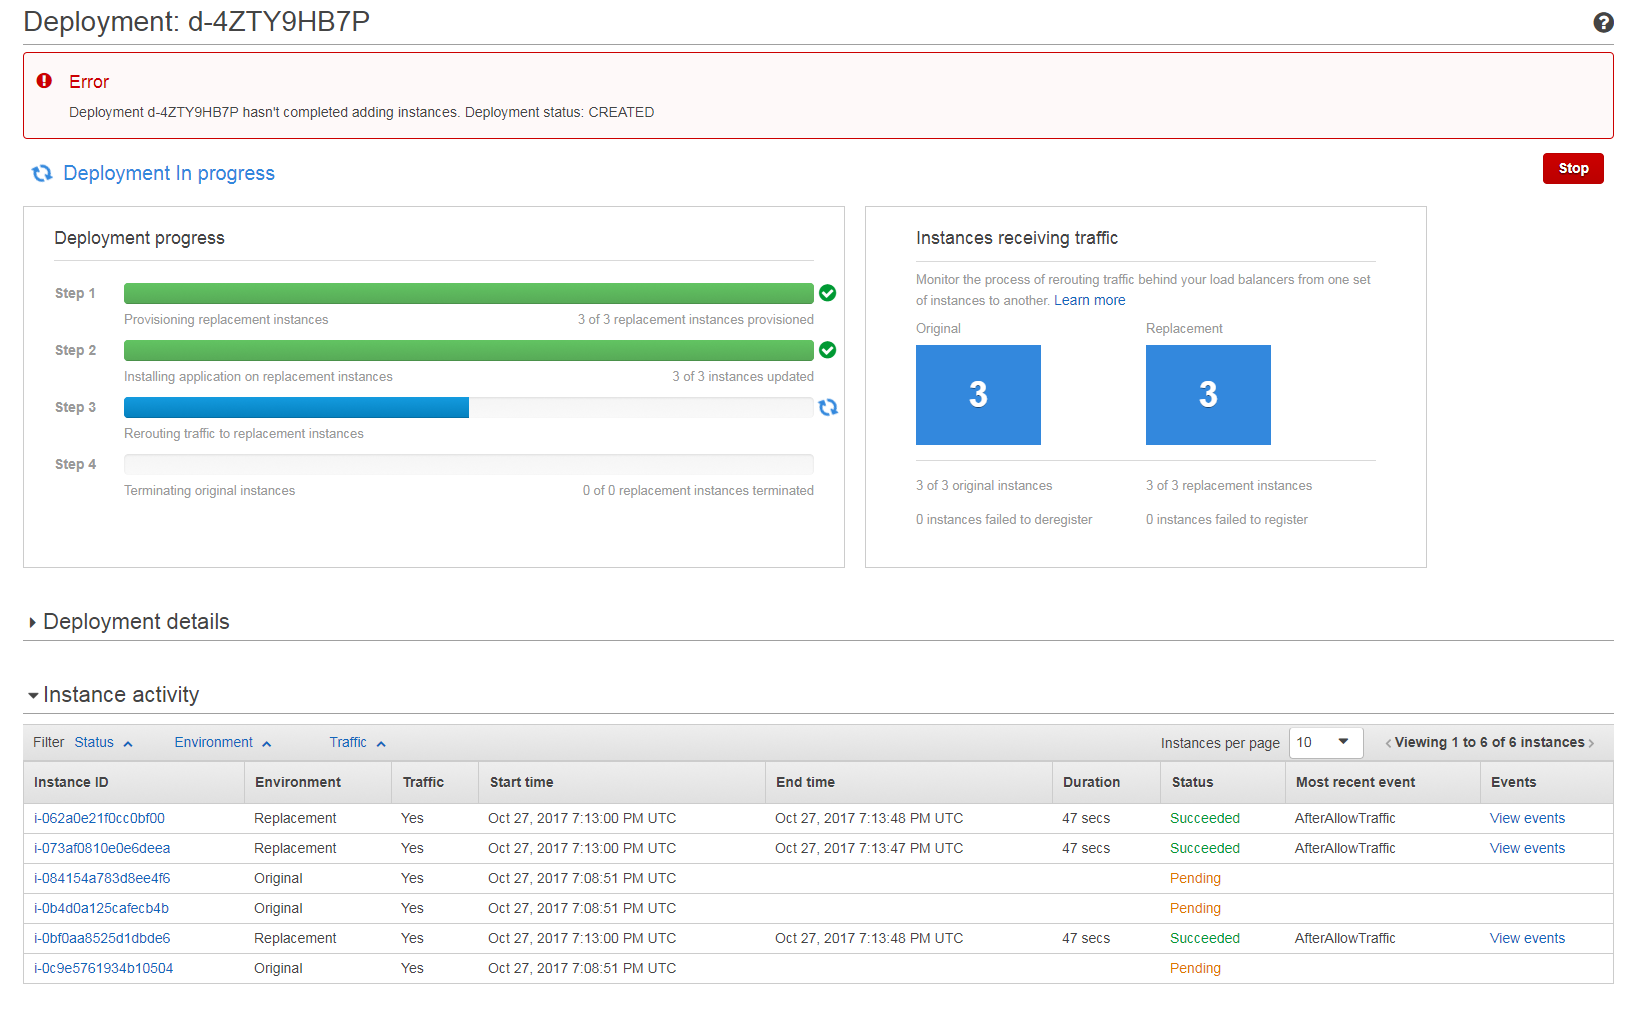 Deployment: d-4ZTY9HB7P
Error
Deployment d-4ZTY9HB7P hasn't completed adding instances. Deployment status: CREATED
Deployment In progress
Stop
Deployment progress
Step 1
Provisioning replacement instances 3 of 3 replacement instances provisioned
Step 2
Installing application on replacement instances 3 of 3 instances updated
Step 3
Rerouting traffic to replacement instances
Step 4
Terminating original instances 0 of 0 replacement instances terminated
Instances receiving traffic
Monitor the process of rerouting traffic behind your load balancers from one set
of instances to another. Learn more
Original Replacement
3 3
3 of 3 original instances 3 of 3 replacement instances
0 instances failed to deregister 0 instances failed to register
Deployment details
Instance activity
Filter Status Environment Traffic Instances per page 10 Viewing 1 to 6 of 6 instances
Instance ID Environment Traffic Start time End time Duration Status Most recent event Events
i-062a0e21f0cc0bf00 Replacement Yes Oct 27, 2017 7:13:00 PM UTC Oct 27, 2017 7:13:48 PM UTC 47 secs Succeeded AfterAllowTraffic View events
i-073af0810e0e6deea Replacement Yes Oct 27, 2017 7:13:00 PM UTC Oct 27, 2017 7:13:47 PM UTC 47 secs Succeeded AfterAllowTraffic View events
i-084154a783d8ee4f6 Original Yes Oct 27, 2017 7:08:51 PM UTC Pending
i-0b4d0a125cafecb4b Original Yes Oct 27, 2017 7:08:51 PM UTC Pending
i-0bf0aa8525d1dbde6 Replacement Yes Oct 27, 2017 7:13:00 PM UTC Oct 27, 2017 7:13:48 PM UTC 47 secs Succeeded AfterAllowTraffic View events
i-0c9e5761934b10504 Original Yes Oct 27, 2017 7:08:51 PM UTC Pending